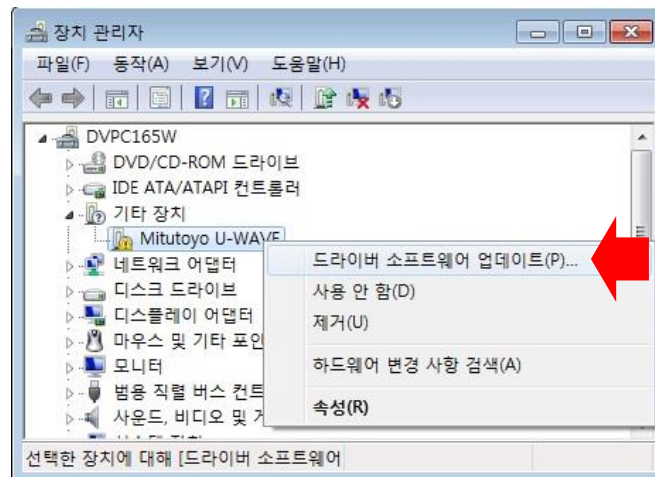 장치 관리자
파일(F) 동작(A) 보기(V) 도움말(H)
DVPC165W
DVD/CD-ROM 드라이브
IDE ATA/ATAPI 컨트롤러
기타 장치
Mitutoyo U-WAVE
드라이버 소프트웨어 업데이트(P)...
네트워크 어댑터
사용 안 함(D)
디스크 드라이브
디스플레이 어댑터
제거(U)
마우스 및 기타 포인
모니터
하드웨어 변경 사항 검색(A)
범용 직렬 버스 컨트
속성(R)
사운드, 비디오 및
선택한 장치에 대해 [드라이버 소프트웨어